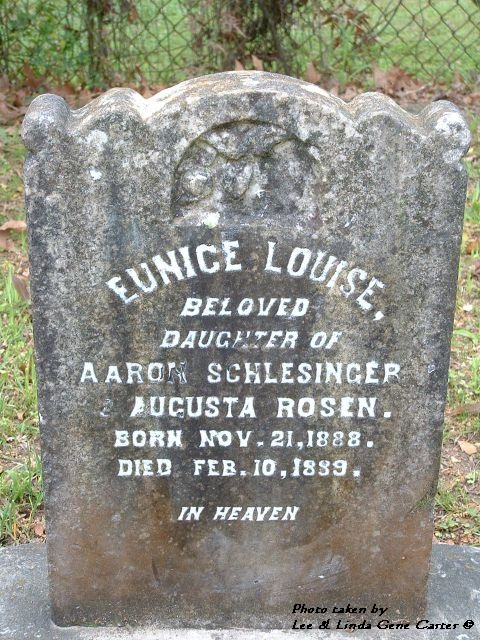 EUNICE LOUISE,
BELOVED
DAUGHTER OF
AARON SCHLESINGER
& AUGUSTA ROSEN.
BORN NOV. 21, 1888.
DIED FEB. 10, 1889.
IN HEAVEN
Photo taken by
Lee & Linda Gene Carter ©